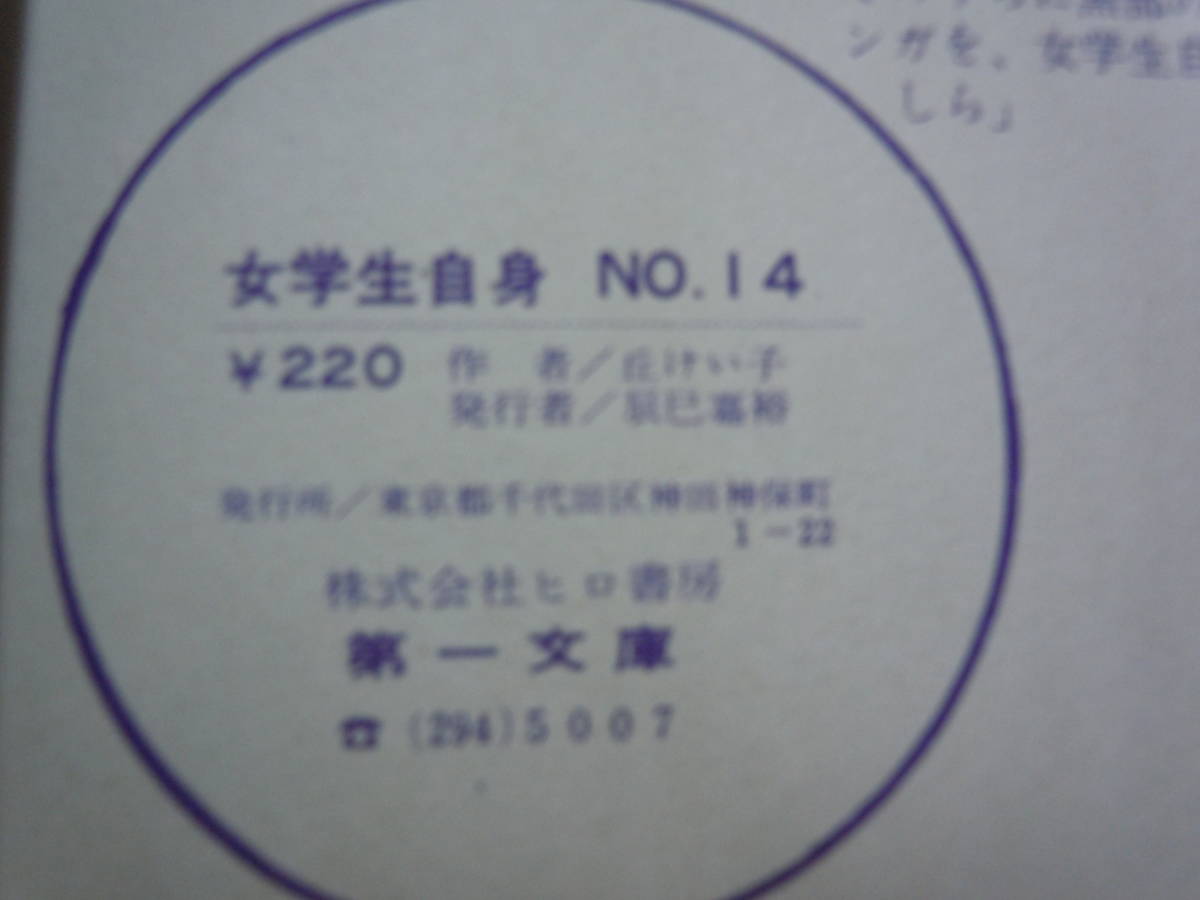 ンガを、女学生自
しら」
女学生自身 NO.14
¥220 作 者／丘けい子
発行者／辰巳嘉裕
発行所／東京都千代田区神田神保町
1－22
株式会社ヒロ書房
第一文庫
☎ (294)5007